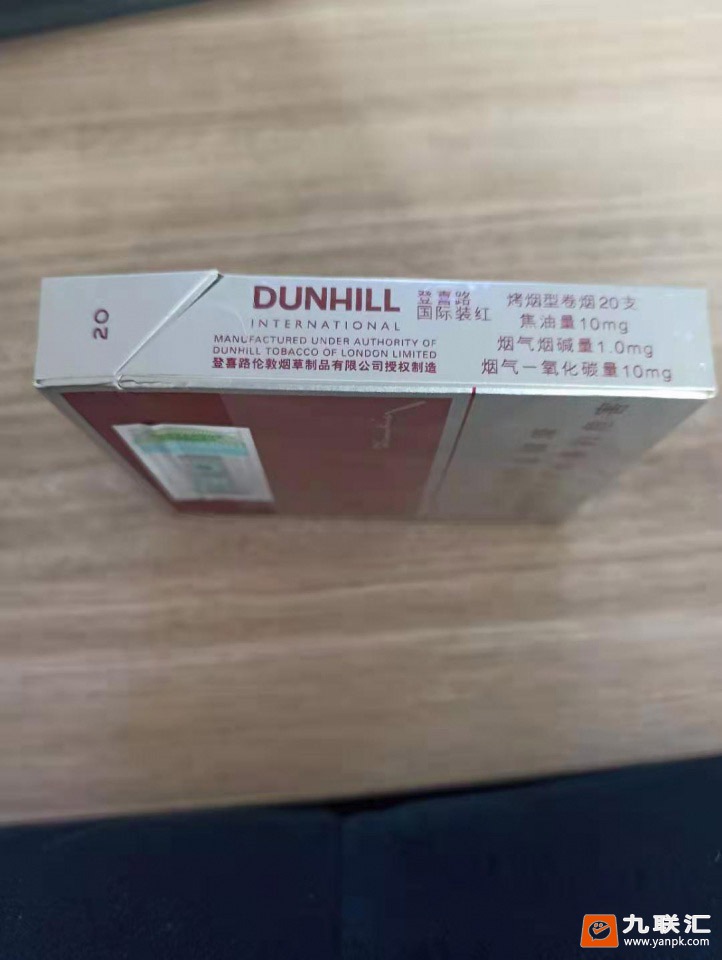 20
DUNHILL
INTERNATIONAL
MANUFACTURED UNDER AUTHORITY OF
DUNHILL TOBACCO OF LONDON LIMITED
登喜路伦敦烟草制品有限公司授权制造
登喜路
国际装红
烤烟型卷烟20支
焦油量10mg
烟气烟碱量1.0mg
烟气一氧化碳量10mg
九联汇
www.yanpk.com